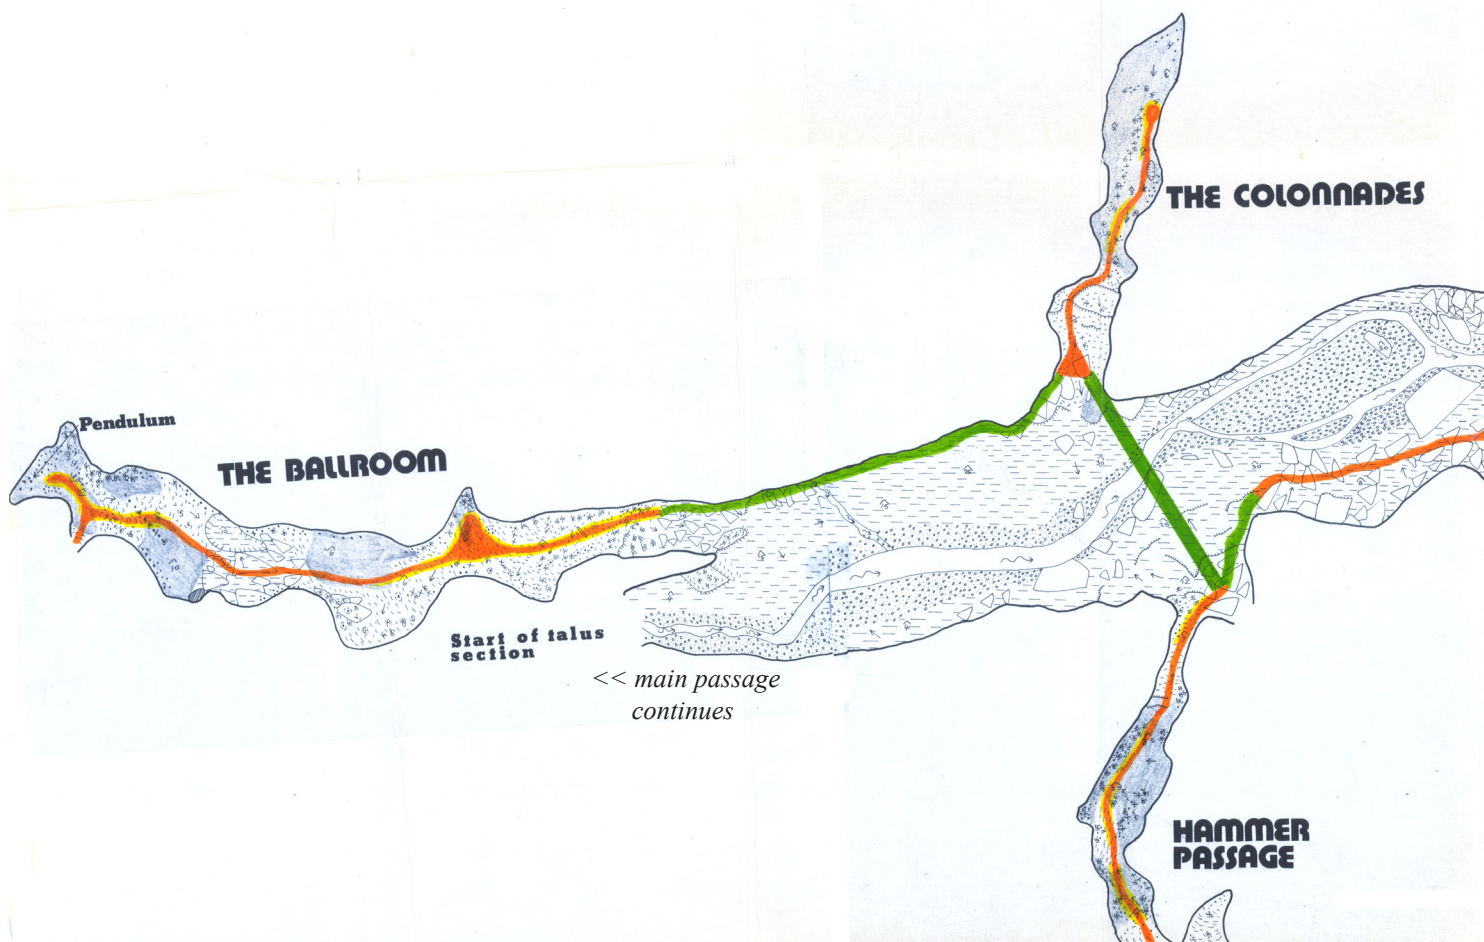 THE COLONNADES
Pendulum
THE BALLROOM
Start of talus
section
<< main passage
continues
HAMMER
PASSAGE